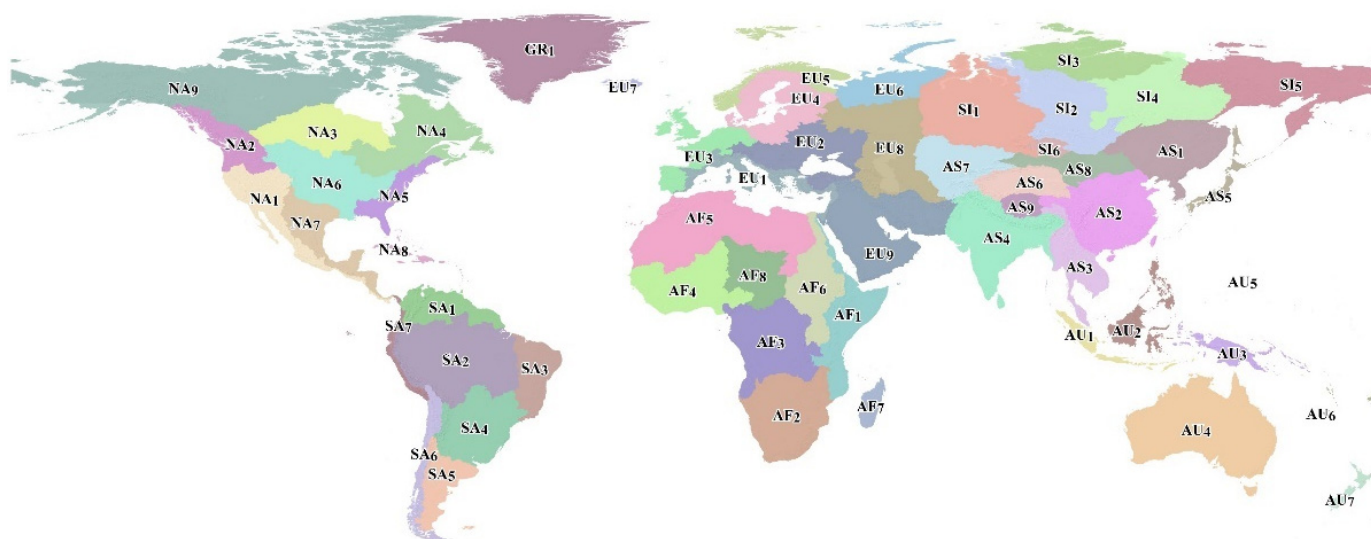 GR1
SI3
EU7
EU5
NA9
EU6
SI5
EU4
SI4
SI1
SI2
NA4
NA3
NA2
EU2
EU8
SI6
AS1
EU3
AS7
AS8
EU1
NA6
AS6
NA5
AS5
NA1
AS9
AS2
NA7
AF5
AS4
NA8
EU9
AS3
AF8
AF6
AU5
AF4
SA1
AF1
SA7
AU1
AU2
AF3
AU3
SA2
SA3
AF7
AF2
AU6
SA4
AU4
SA6
SA5
AU7